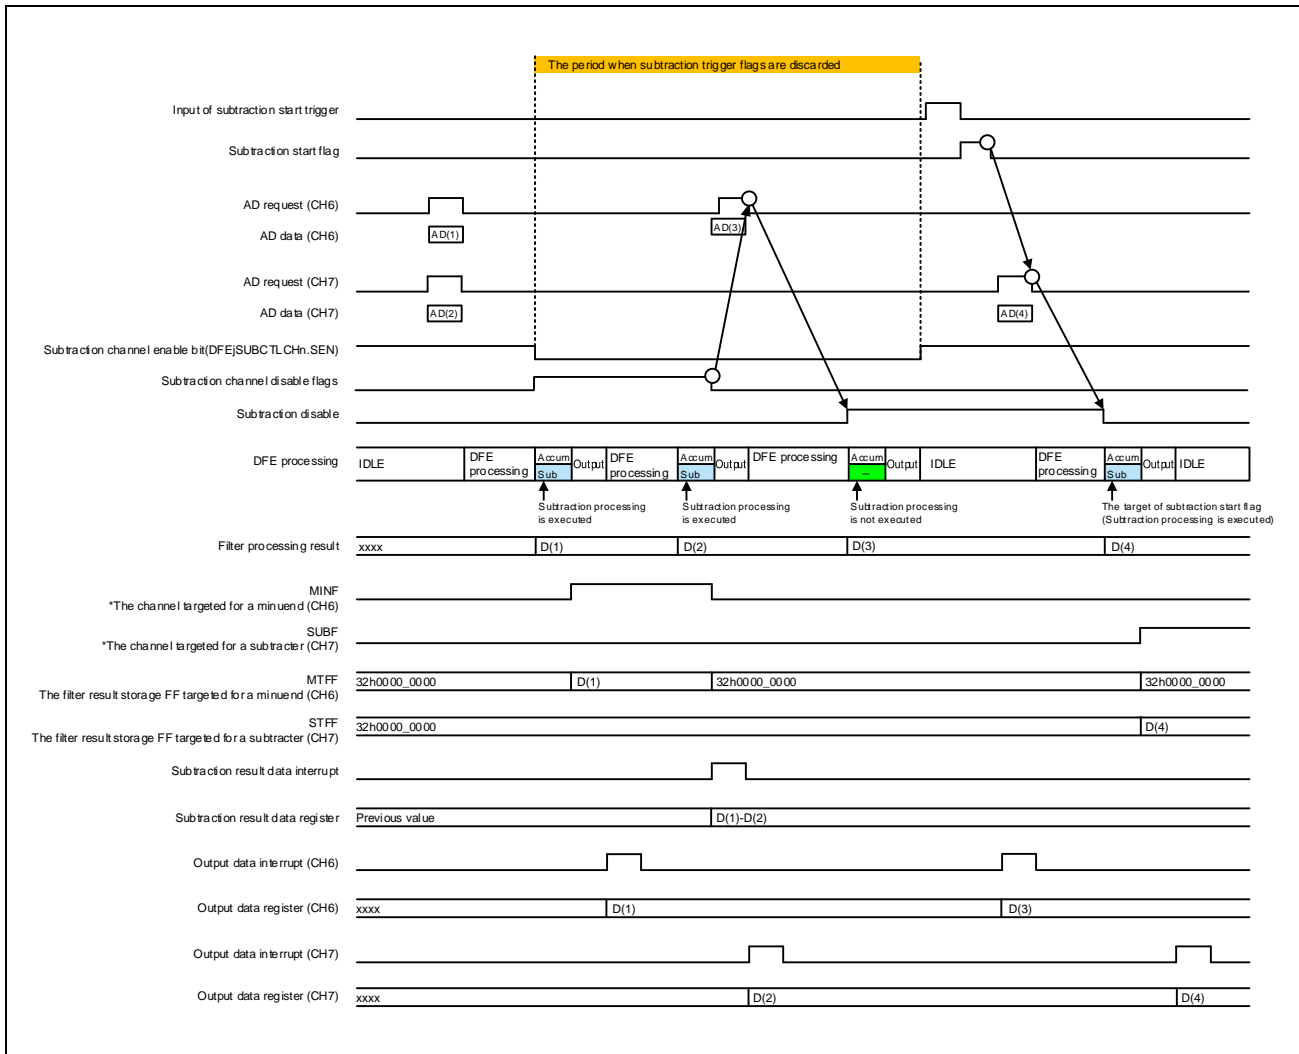 The period when subtraction trigger flags are discarded
Input of subtraction start trigger
Subtraction start flag
AD request (CH6)
AD data (CH6)
AD(1)
AD(3)
AD request (CH7)
AD data (CH7)
AD(2)
AD(4)
Subtraction channel enable bit(DFEjSUBCTLCHn.SEN)
Subtraction channel disable flags
Subtraction disable
DFE processing
IDLE
DFE processing
Accum
Sub
Output
DFE processing
Accum
Sub
Output
DFE processing
Accum
—
Output
IDLE
DFE processing
Accum
Sub
Output
IDLE
Subtraction processing
is executed
Subtraction processing
is executed
Subtraction processing
is not executed
The target of subtraction start flag
(Subtraction processing is executed)
Filter processing result
xxxx
D(1)
D(2)
D(3)
D(4)
MINF
*The channel targeted for a minuend (CH6)
SUBF
*The channel targeted for a subtracter (CH7)
MTFF
The filter result storage FF targeted for a minuend (CH6)
32h0000_0000
D(1)
32h0000_0000
32h0000_0000
STFF
The filter result storage FF targeted for a subtracter (CH7)
32h0000_0000
D(4)
Subtraction result data interrupt
Subtraction result data register
Previous value
D(1)-D(2)
Output data interrupt (CH6)
Output data register (CH6)
xxxx
D(1)
D(3)
Output data interrupt (CH7)
Output data register (CH7)
xxxx
D(2)
D(4)